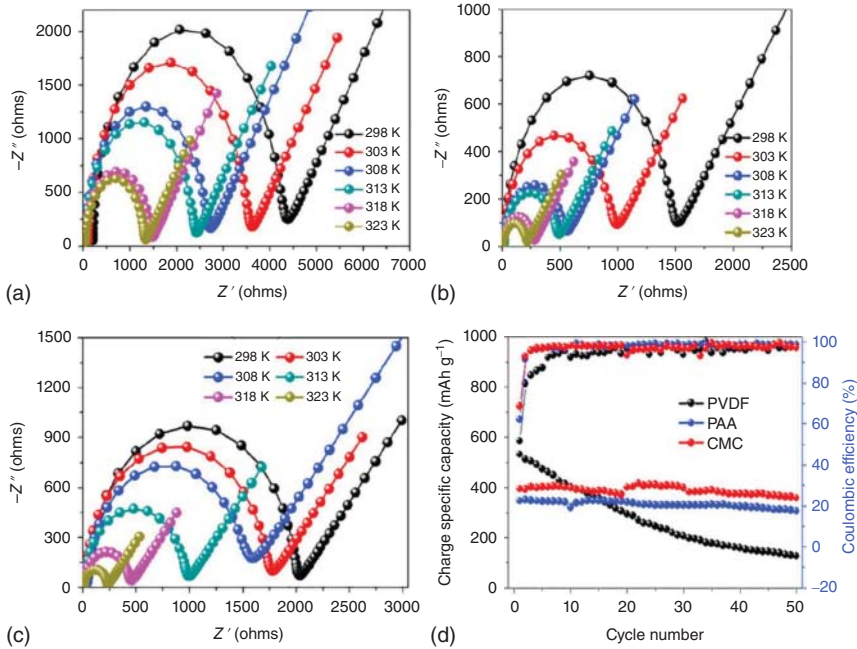 2000
1500
1000
500
0
−Z″ (ohms)
298 K
303 K
308 K
313 K
318 K
323 K
0 1000 2000 3000 4000 5000 6000 7000
(a)
Z′ (ohms)
1000
800
600
400
200
0
−Z″ (ohms)
298 K
303 K
308 K
313 K
318 K
323 K
0 500 1000 1500 2000 2500
(b)
Z′ (ohms)
1500
1200
900
600
300
0
−Z″ (ohms)
298 K 303 K
308 K 313 K
318 K 323 K
0 500 1000 1500 2000 2500 3000
(c)
Z′ (ohms)
1000
800
600
400
200
0
Charge specific capacity (mAh g⁻¹)
PVDF
PAA
CMC
100
80
60
40
20
0
−20
Coulombic efficiency (%)
0 10 20 30 40 50
(d)
Cycle number